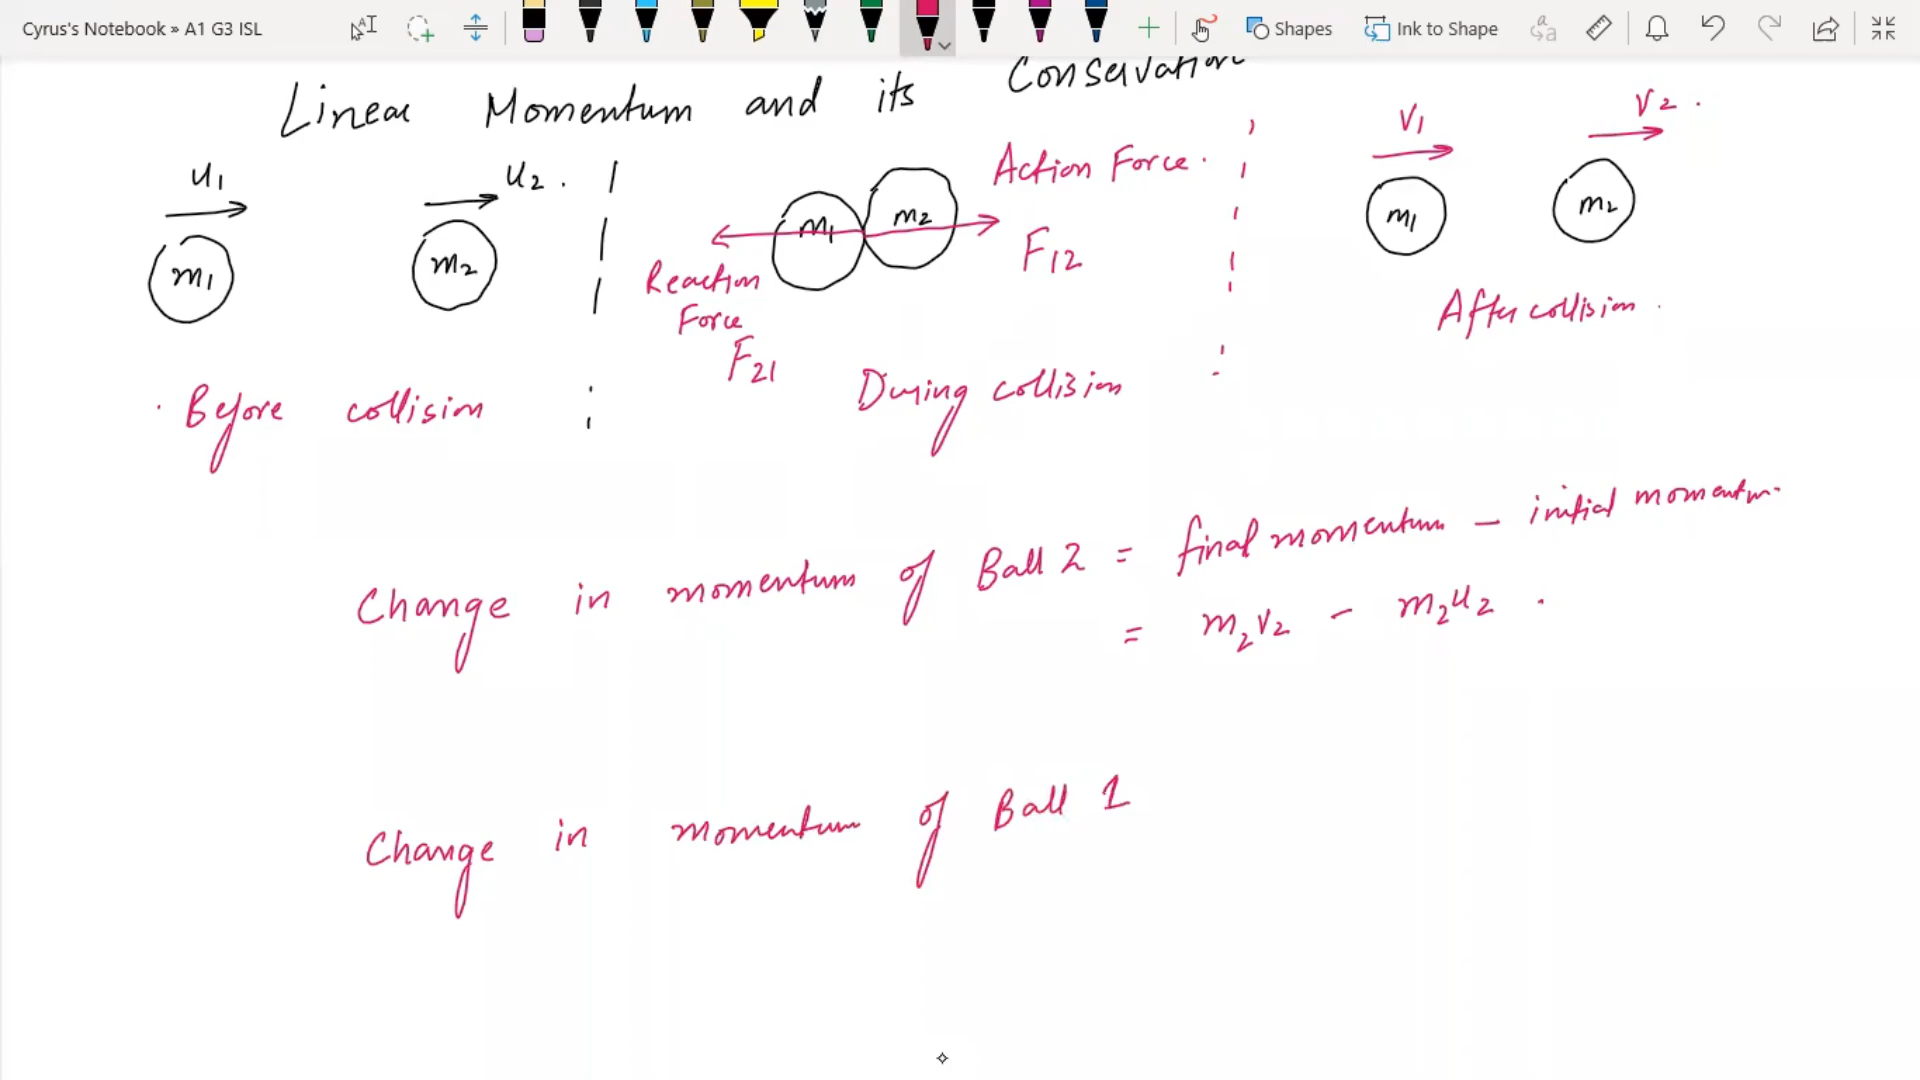 Cyrus's Notebook » A1 G3 ISL
Shapes
Ink to Shape
Linear Momentum and its Conservation
u1
u2.
m1
m2
Before collision
m1
m2
Action Force.
F12
Reaction
Force
F21
During collision
V1
V2.
m1
m2
After collision.
Change in momentum of Ball 2 = final momentum - initial momentum.
= m2V2 - m2u2.
Change in momentum of Ball 1